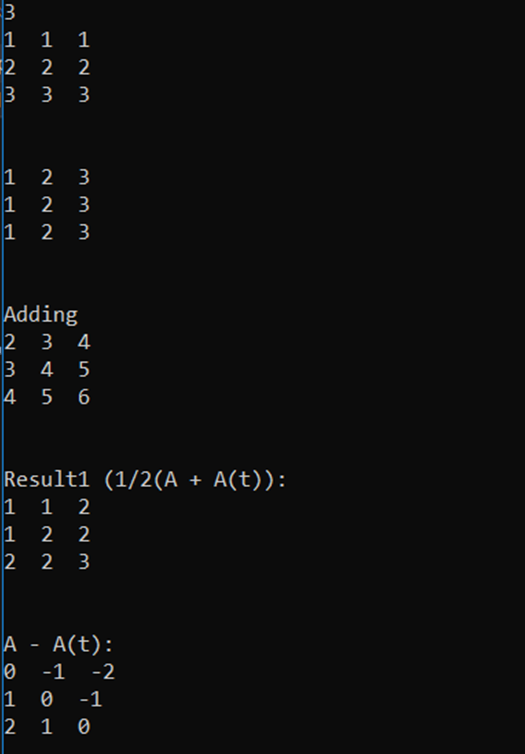 3
1 1 1
2 2 2
3 3 3
1 2 3
1 2 3
1 2 3
Adding
2 3 4
3 4 5
4 5 6
Result1 (1/2(A + A(t)):
1 1 2
1 2 2
2 2 3
A - A(t):
0 -1 -2
1 0 -1
2 1 0